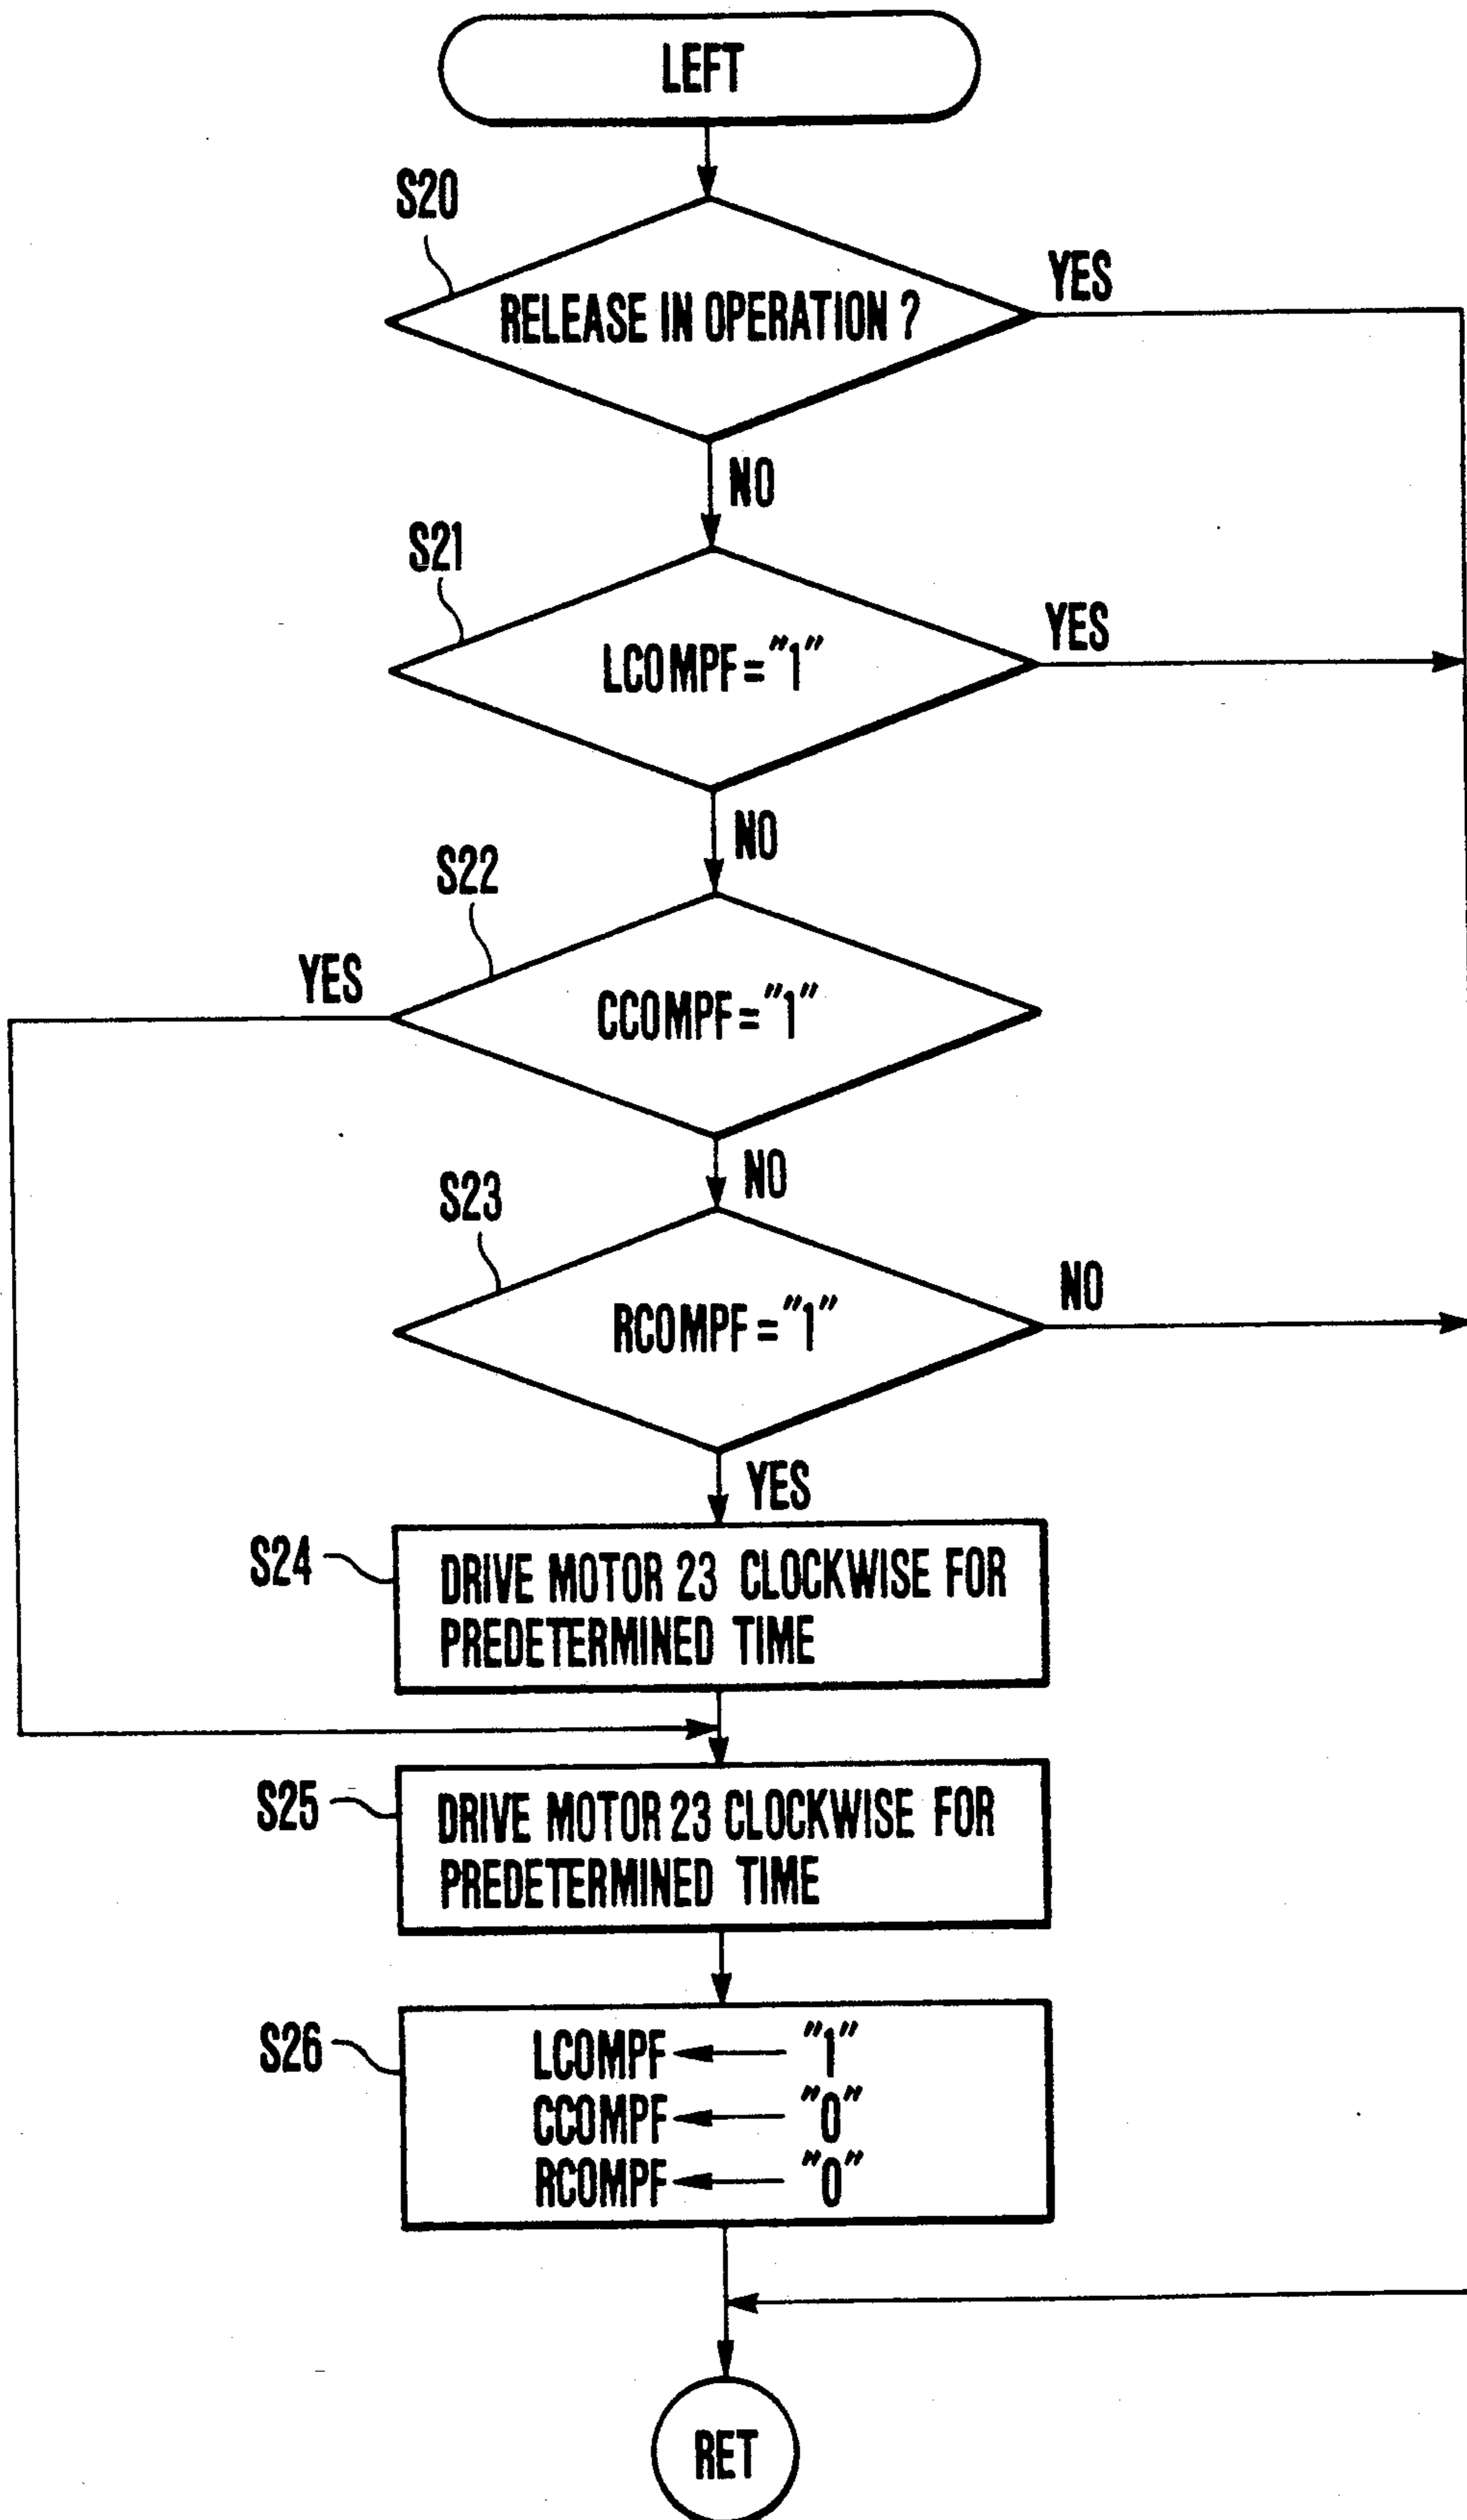 LEFT
S20
RELEASE IN OPERATION ?
YES
NO
S21
LCOMPF="1"
YES
NO
S22
YES
CCOMPF="1"
NO
S23
RCOMPF="1"
NO
YES
S24
DRIVE MOTOR 23 CLOCKWISE FOR
PREDETERMINED TIME
S25
DRIVE MOTOR 23 CLOCKWISE FOR
PREDETERMINED TIME
S26
LCOMPF ← "1"
CCOMPF ← "0"
RCOMPF ← "0"
RET